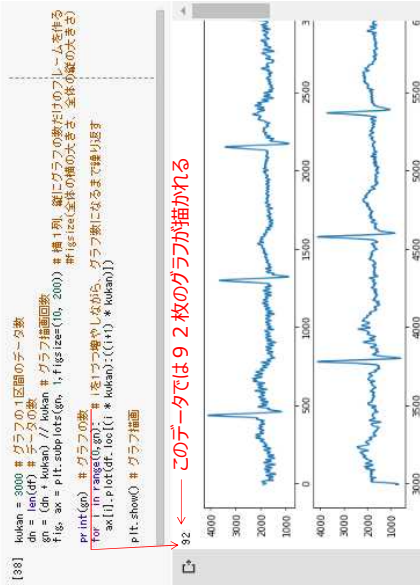 [38]
kukan = 3000 # グラフの1区間のデータ数
dn = len(df) # データの数
gn = (dn + kukan) // kukan # グラフ描画回数
fig, ax = plt.subplots(gn, 1,figsize=(10, 200)) # 横1列、縦にグラフの数だけのフレームを作る
#figsize(全体の横の大きさ、全体の縦の大きさ)
print(gn) # グラフの数
for i in range(0,gn): # iを1づつ増やしながら、グラフ数になるまで繰り返す
ax[i].plot(df.loc[(i * kukan):((i+1) * kukan)])
plt.show() # グラフ描画
92 ← このデータでは92枚のグラフが描かれる
4000
3000
2000
1000
0
500
1000
1500
2000
2500
3
4000
3000
2000
1000
3000
3500
4000
4500
5000
5500
6